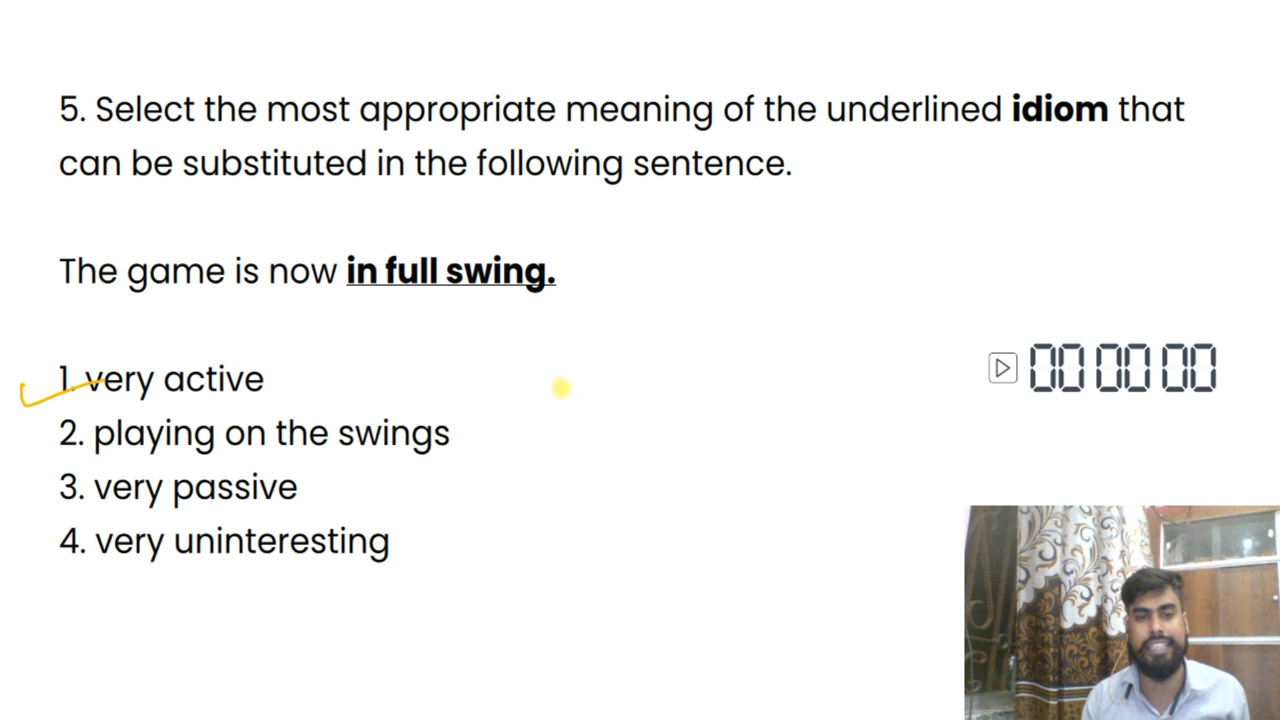 5. Select the most appropriate meaning of the underlined idiom that
can be substituted in the following sentence.
The game is now in full swing.
1. very active
2. playing on the swings
3. very passive
4. very uninteresting
00 00 00